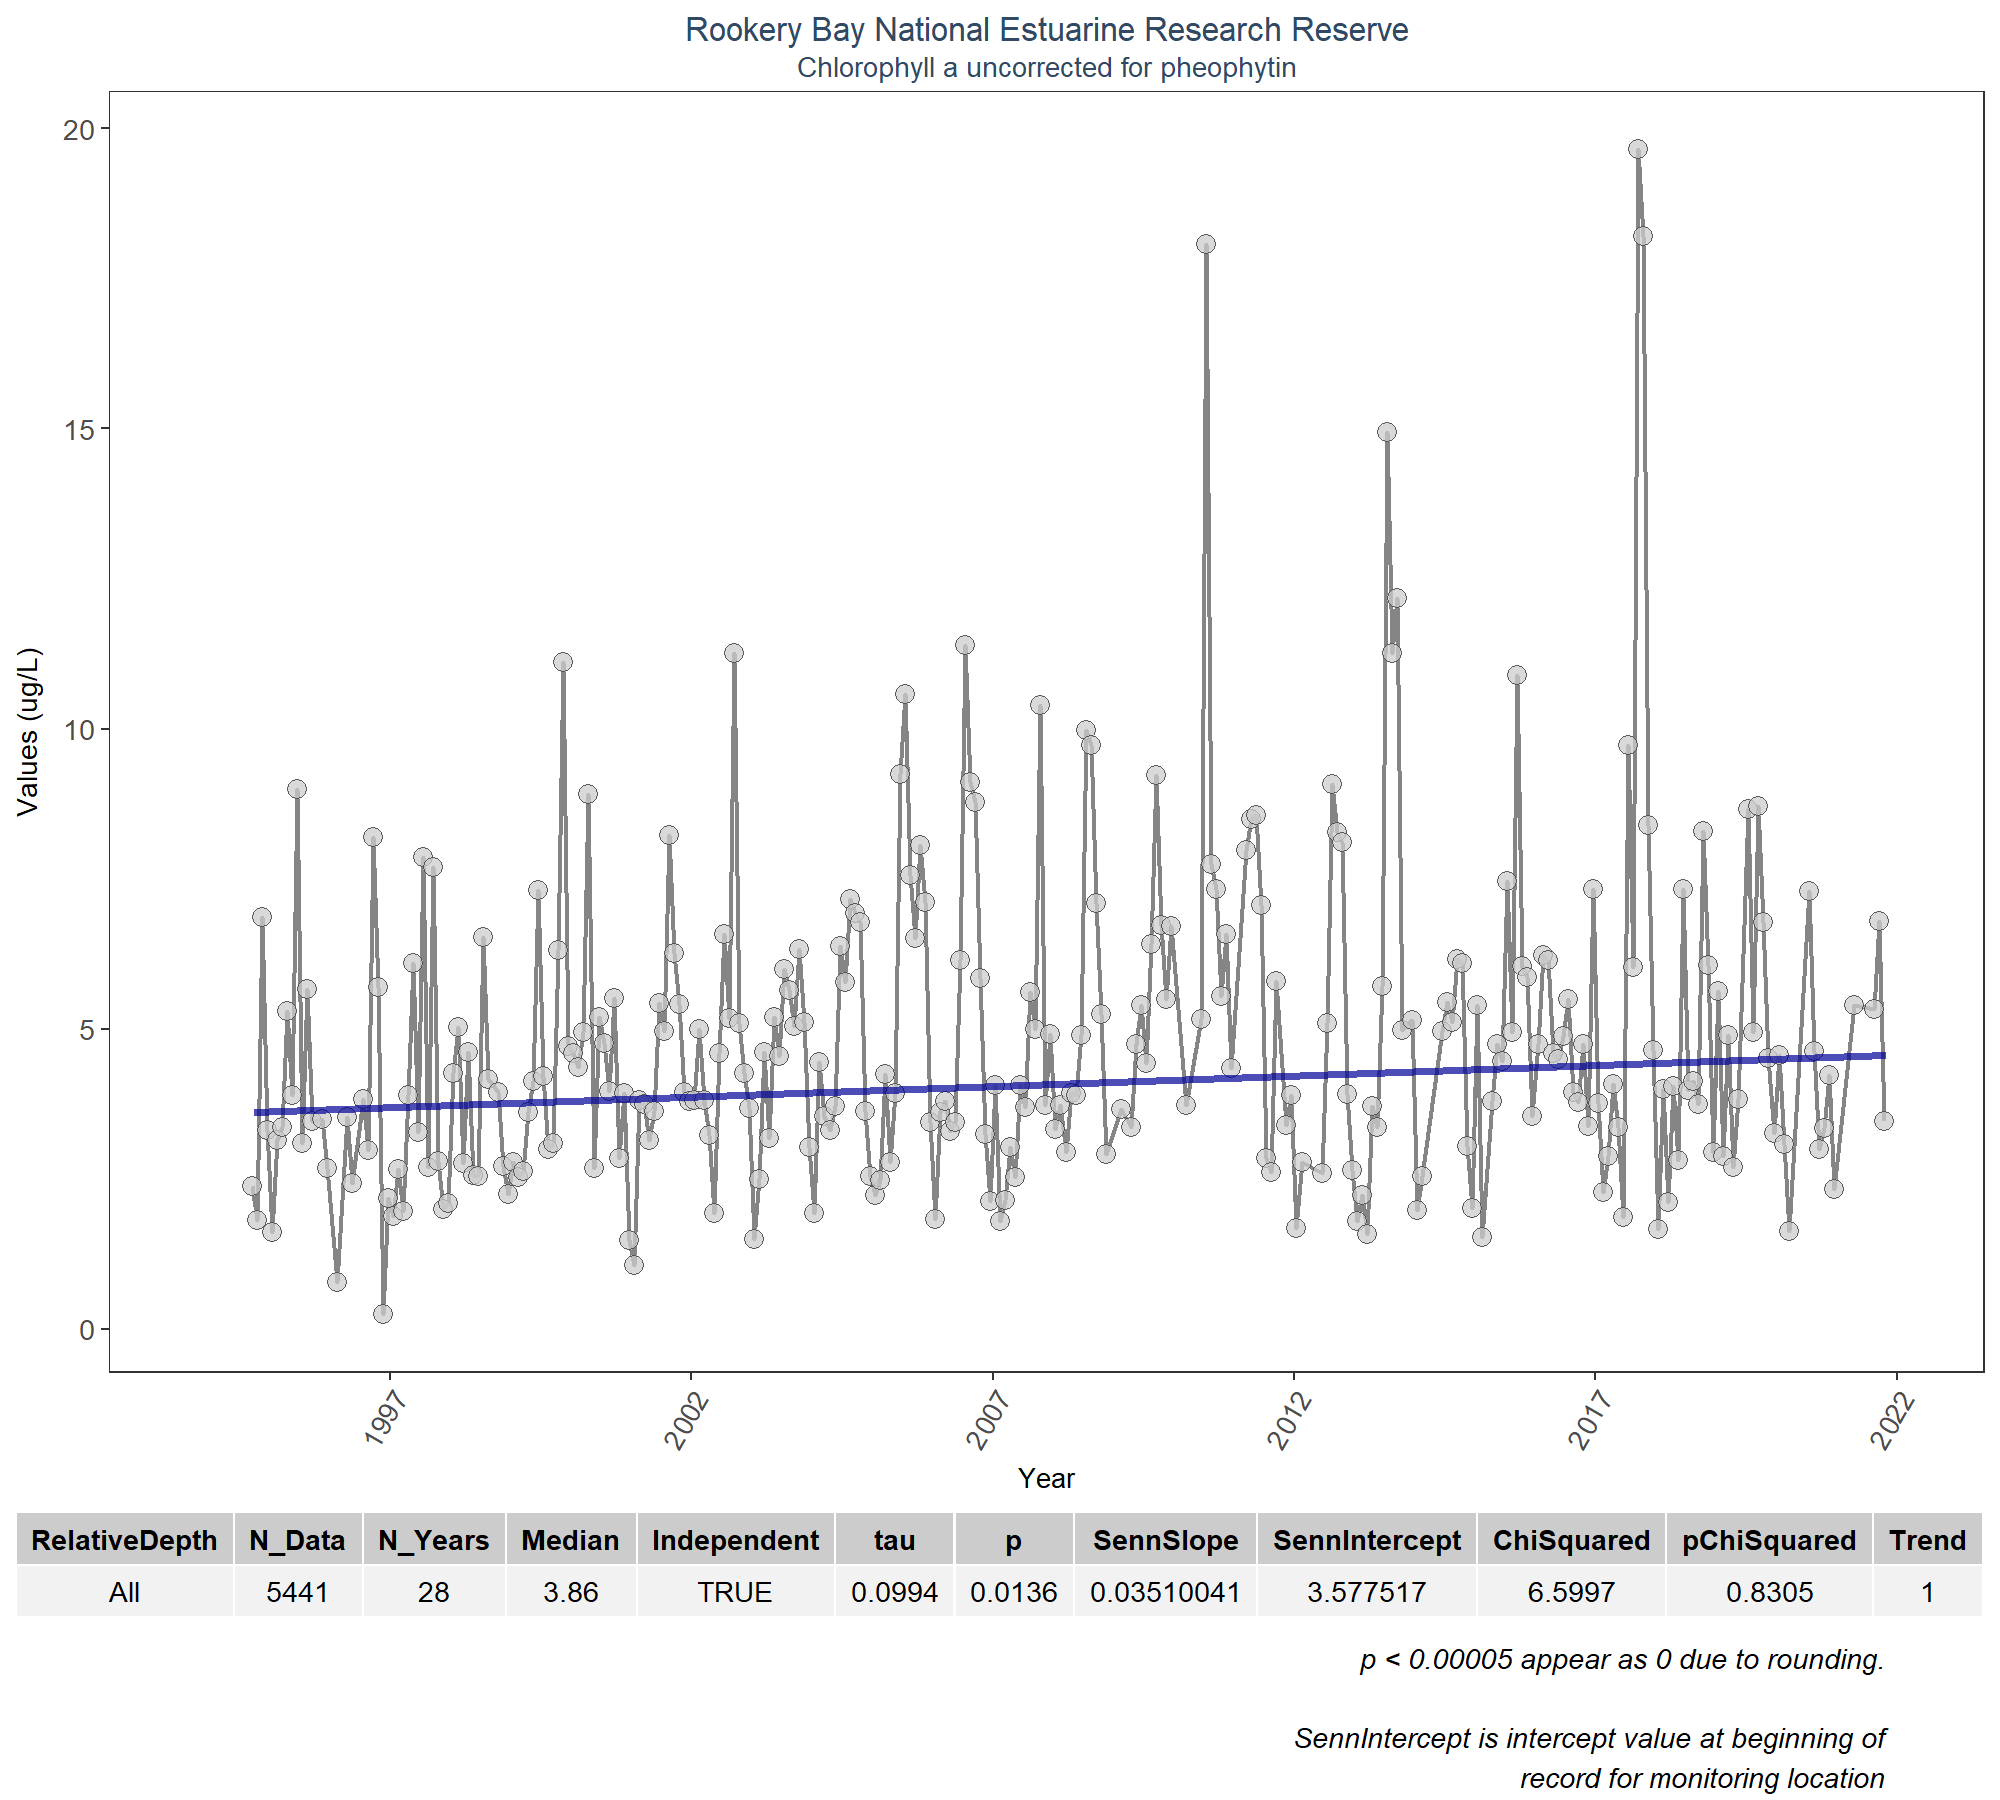 Rookery Bay National Estuarine Research Reserve
Chlorophyll a uncorrected for pheophytin
Values (ug/L)
20
15
10
5
0
1997 2002 2007 2012 2017 2022
Year
RelativeDepth N_Data N_Years Median Independent tau p SennSlope SennIntercept ChiSquared pChiSquared Trend
All 5441 28 3.86 TRUE 0.0994 0.0136 0.03510041 3.577517 6.5997 0.8305 1
p < 0.00005 appear as 0 due to rounding.
SennIntercept is intercept value at beginning of
record for monitoring location